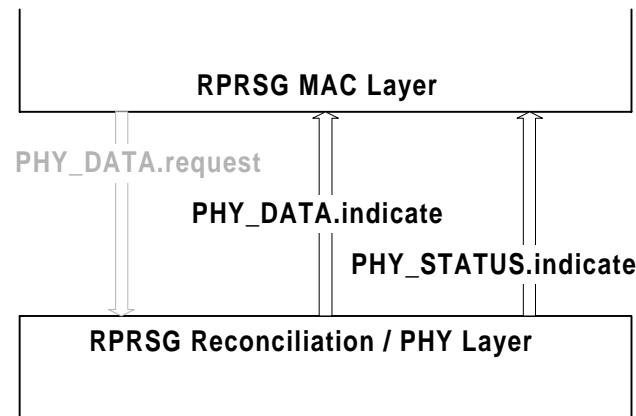 RPRSG MAC Layer
PHY_DATA.request
PHY_DATA.indicate
PHY_STATUS.indicate
RPRSG Reconciliation / PHY Layer